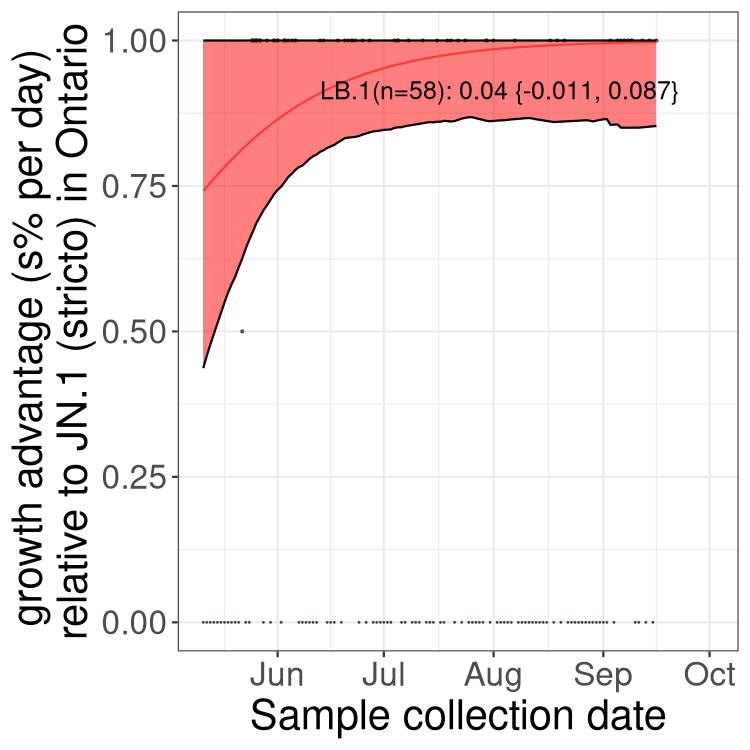 growth advantage (s% per day)
relative to JN.1 (stricto) in Ontario
1.00
0.75
0.50
0.25
0.00
LB.1(n=58): 0.04 {-0.011, 0.087}
Jun Jul Aug Sep Oct
Sample collection date